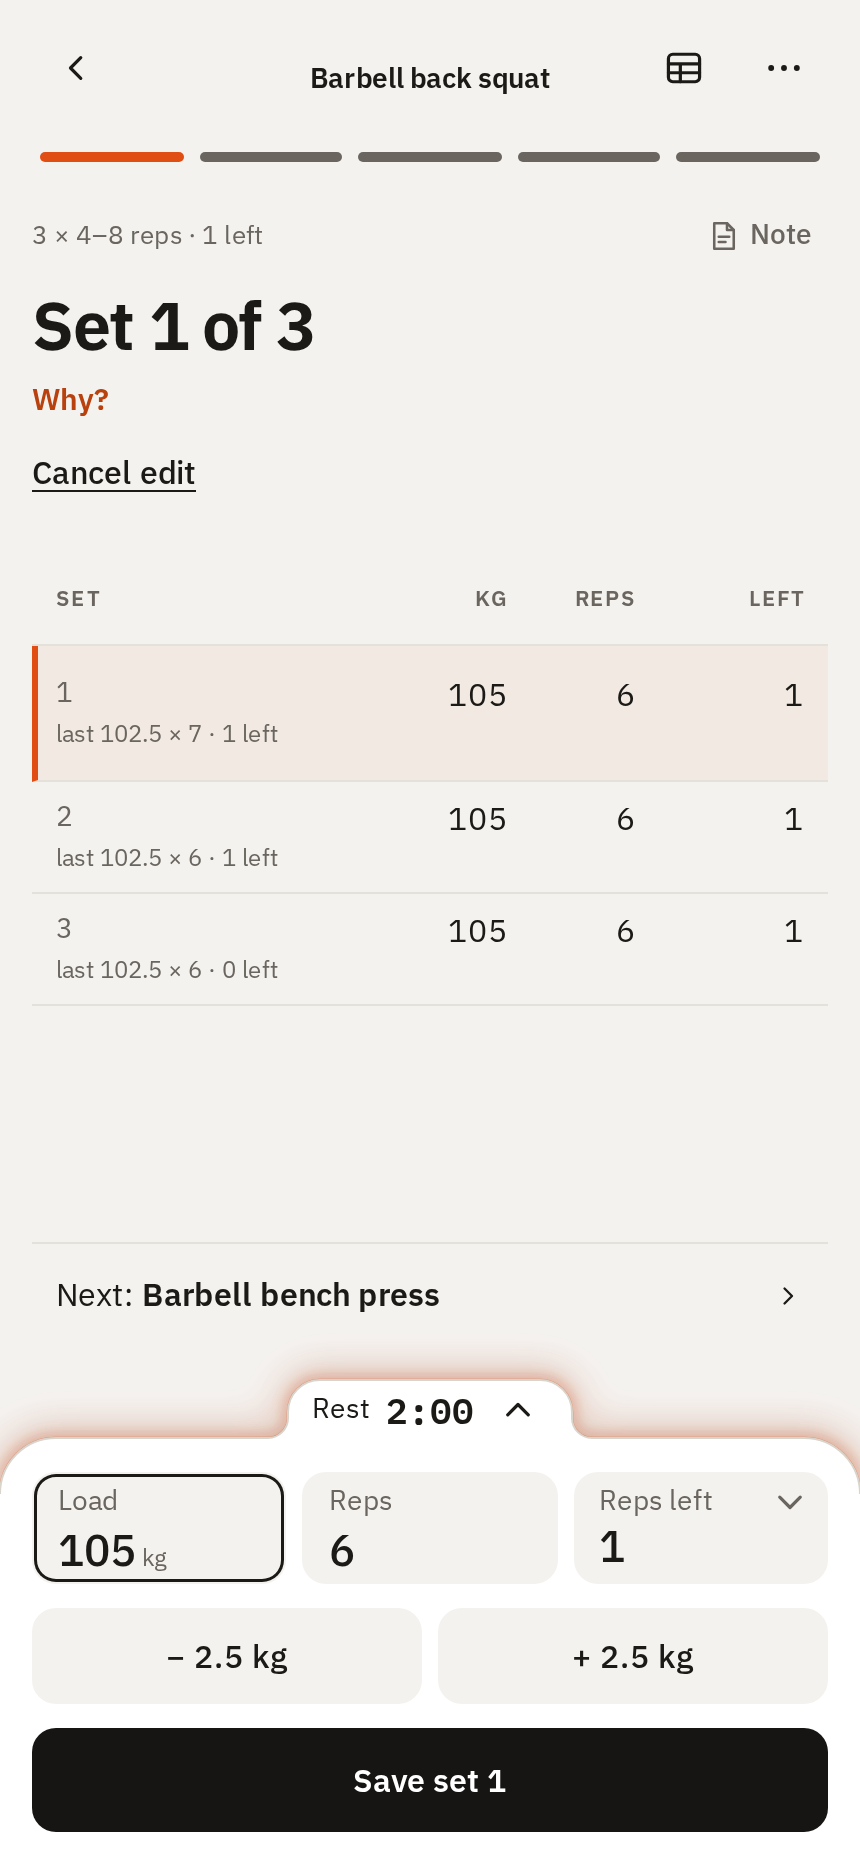 Barbell back squat
3 × 4–8 reps · 1 left
Note
Set 1 of 3
Why?
Cancel edit
SET KG REPS LEFT
1 105 6 1
last 102.5 × 7 · 1 left
2 105 6 1
last 102.5 × 6 · 1 left
3 105 6 1
last 102.5 × 6 · 0 left
Next: Barbell bench press
Rest 2:00
Load Reps Reps left
105 kg 6 1
− 2.5 kg + 2.5 kg
Save set 1